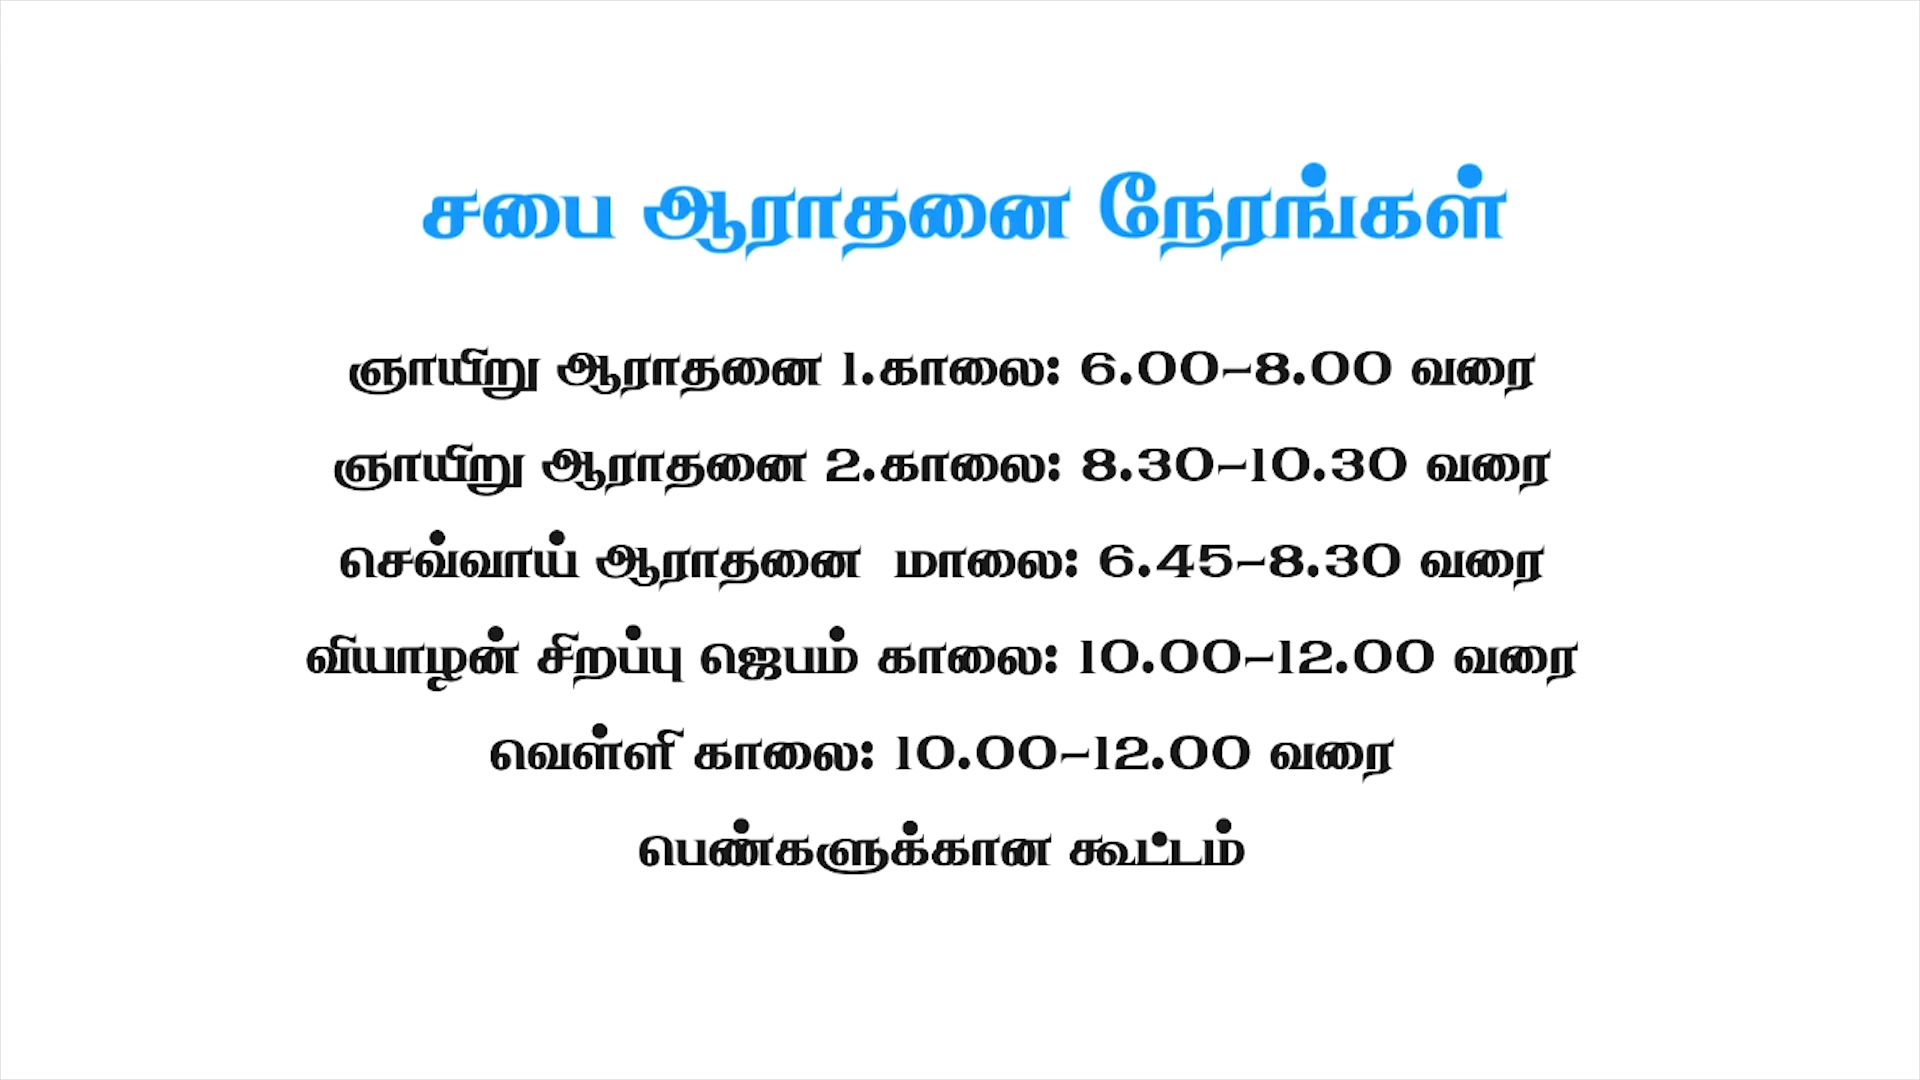 சபை ஆராதனை நேரங்கள்
ஞாயிறு ஆராதனை 1.காலை: 6.00-8.00 வரை
ஞாயிறு ஆராதனை 2.காலை: 8.30-10.30 வரை
செவ்வாய் ஆராதனை மாலை: 6.45-8.30 வரை
வியாழன் சிறப்பு ஜெபம் காலை: 10.00-12.00 வரை
வெள்ளி காலை: 10.00-12.00 வரை
பெண்களுக்கான கூட்டம்